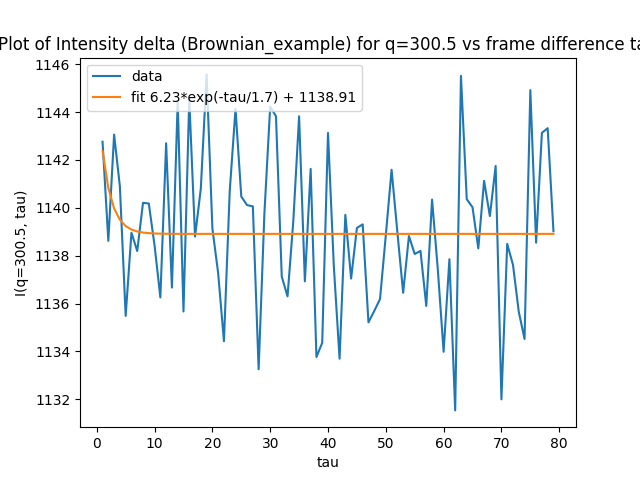 Plot of Intensity delta (Brownian_example) for q=300.5 vs frame difference ta
data
fit 6.23*exp(-tau/1.7) + 1138.91
I(q=300.5, tau)
1146
1144
1142
1140
1138
1136
1134
1132
0 10 20 30 40 50 60 70 80
tau